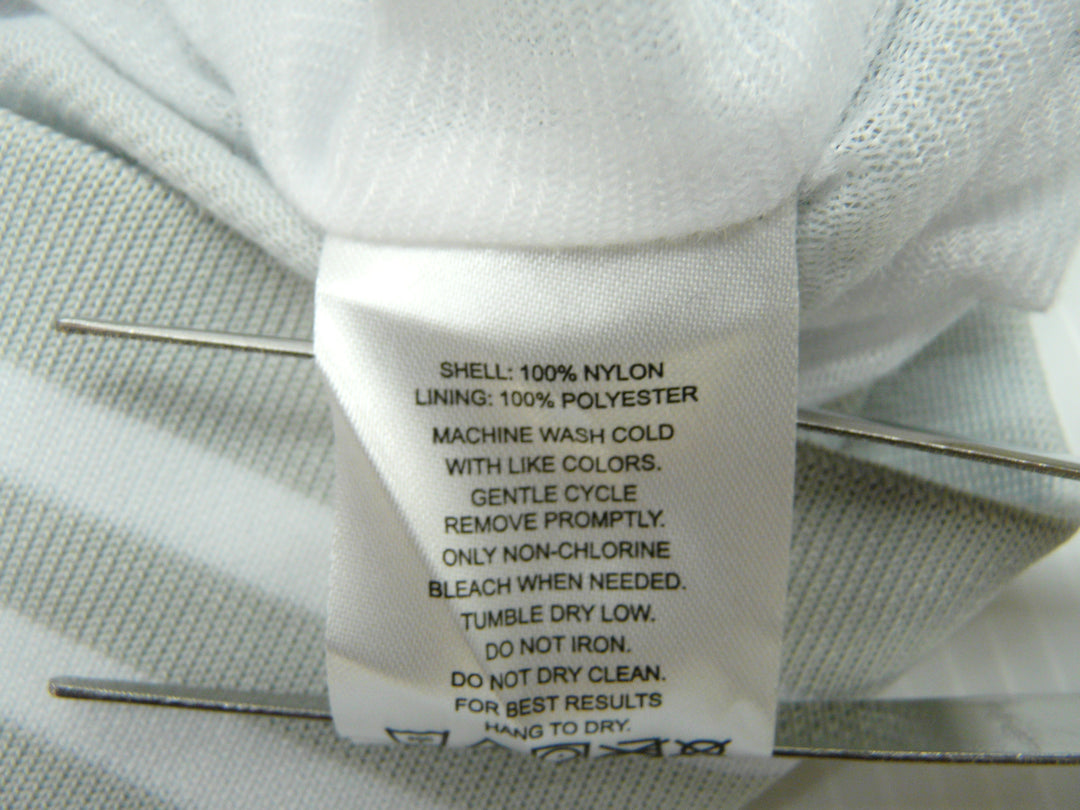 SHELL: 100% NYLON
LINING: 100% POLYESTER
MACHINE WASH COLD
WITH LIKE COLORS.
GENTLE CYCLE
REMOVE PROMPTLY.
ONLY NON-CHLORINE
BLEACH WHEN NEEDED.
TUMBLE DRY LOW.
DO NOT IRON.
DO NOT DRY CLEAN.
FOR BEST RESULTS
HANG TO DRY.